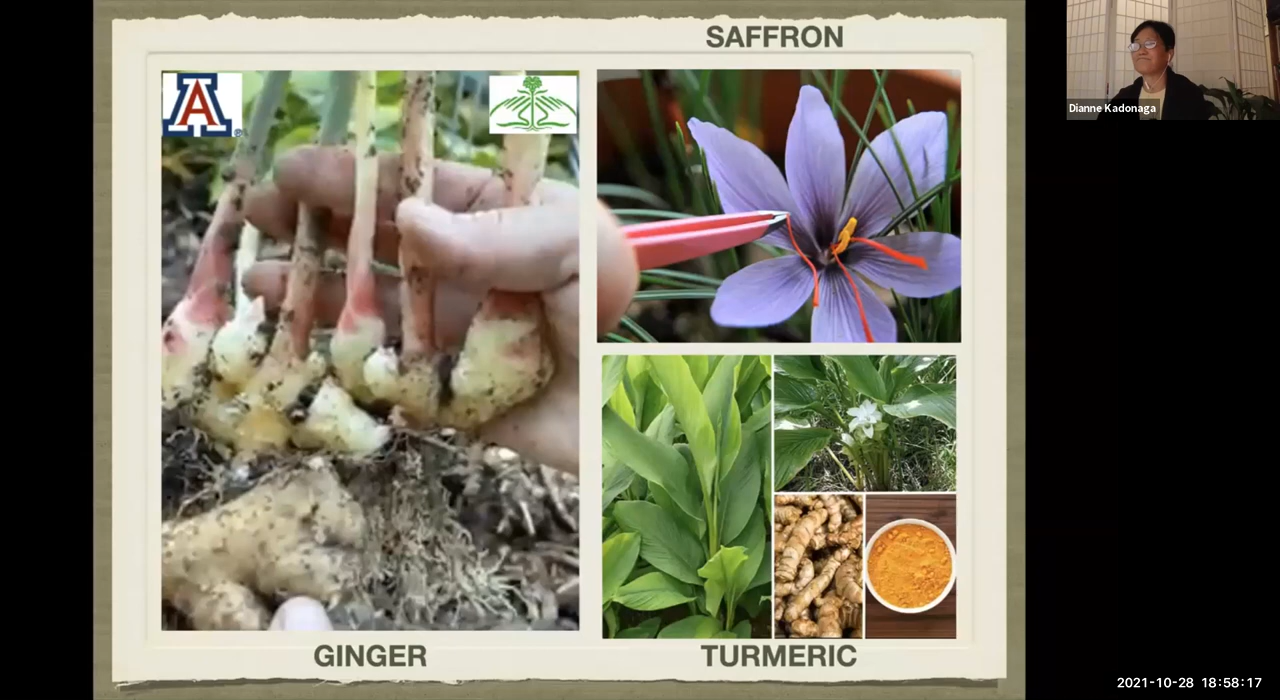 SAFFRON
A
Dianne Kadonaga
GINGER
TURMERIC
2021-10-28 18:58:17